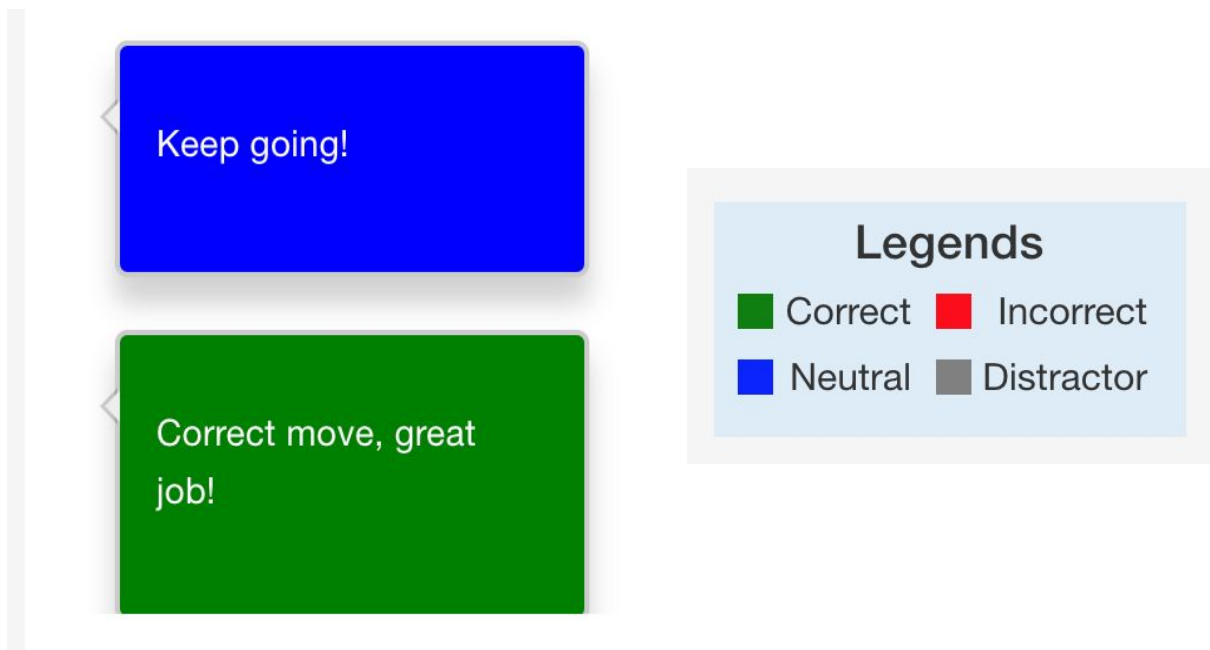 Keep going!
Correct move, great
job!
Legends
Correct Incorrect
Neutral Distractor